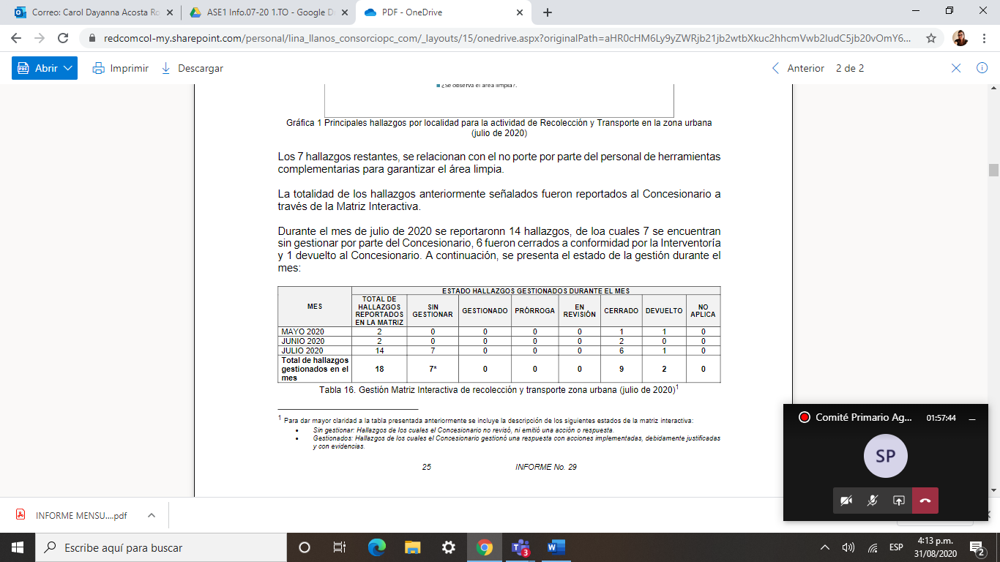 Correo: Carol Dayanna Acosta Ro
ASE1 Info.07-20 1.TO - Google D
PDF - OneDrive
redcomcol-my.sharepoint.com/personal/lina_llanos_consorciopc_com/_layouts/15/onedrive.aspx?originalPath=aHR0cHM6Ly9yZWRjb21jb2wtbXkuc2hhcmVwb2ludC5jb20vOmY6...
Abrir
Imprimir
Descargar
Anterior
2 de 2
¿Se observa el área limpia?.
Gráfica 1 Principales hallazgos por localidad para la actividad de Recolección y Transporte en la zona urbana
(julio de 2020)
Los 7 hallazgos restantes, se relacionan con el no porte por parte del personal de herramientas
complementarias para garantizar el área limpia.
La totalidad de los hallazgos anteriormente señalados fueron reportados al Concesionario a
través de la Matriz Interactiva.
Durante el mes de julio de 2020 se reportaronn 14 hallazgos, de loa cuales 7 se encuentran
sin gestionar por parte del Concesionario, 6 fueron cerrados a conformidad por la Interventoría
y 1 devuelto al Concesionario. A continuación, se presenta el estado de la gestión durante el
mes:
ESTADO HALLAZGOS GESTIONADOS DURANTE EL MES
MES
TOTAL DE
HALLAZGOS
REPORTADOS
EN LA MATRIZ
SIN
GESTIONAR
GESTIONADO
PRÓRROGA
EN
REVISIÓN
CERRADO
DEVUELTO
NO
APLICA
MAYO 2020 2 0 0 0 0 1 1 0
JUNIO 2020 2 0 0 0 0 2 0 0
JULIO 2020 14 7 0 0 0 6 1 0
Total de hallazgos
gestionados en el
mes
18 7* 0 0 0 9 2 0
Tabla 16. Gestión Matriz Interactiva de recolección y transporte zona urbana (julio de 2020)1
1 Para dar mayor claridad a la tabla presentada anteriormente se incluye la descripción de los siguientes estados de la matriz interactiva:
• Sin gestionar: Hallazgos de los cuales el Concesionario no revisó, ni emitió una acción o respuesta.
• Gestionados: Hallazgos de los cuales el Concesionario gestionó una respuesta con acciones implementadas, debidamente justificadas
y con evidencias.
25 INFORME No. 29
Comité Primario Ag...
01:57:44
SP
INFORME MENSU....pdf
Escribe aquí para buscar
3
ESP
4:13 p.m.
31/08/2020
2